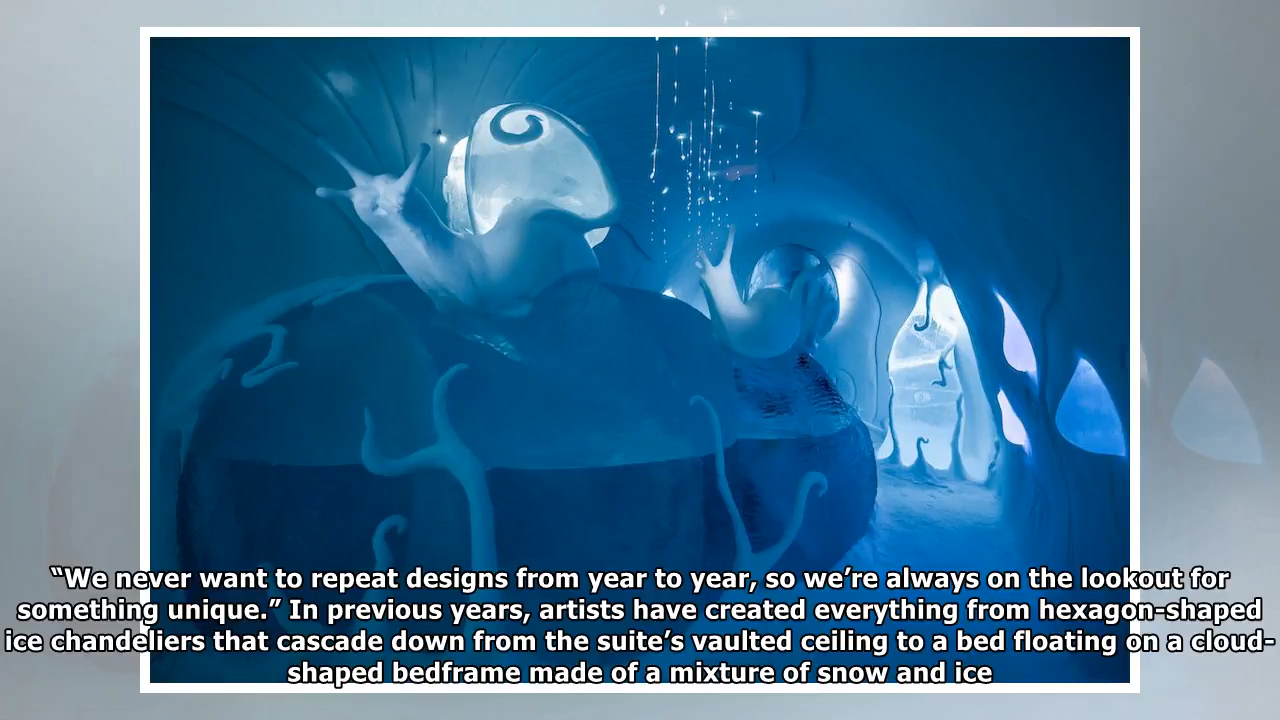 “We never want to repeat designs from year to year, so we’re always on the lookout for
something unique.” In previous years, artists have created everything from hexagon-shaped
ice chandeliers that cascade down from the suite’s vaulted ceiling to a bed floating on a cloud-
shaped bedframe made of a mixture of snow and ice